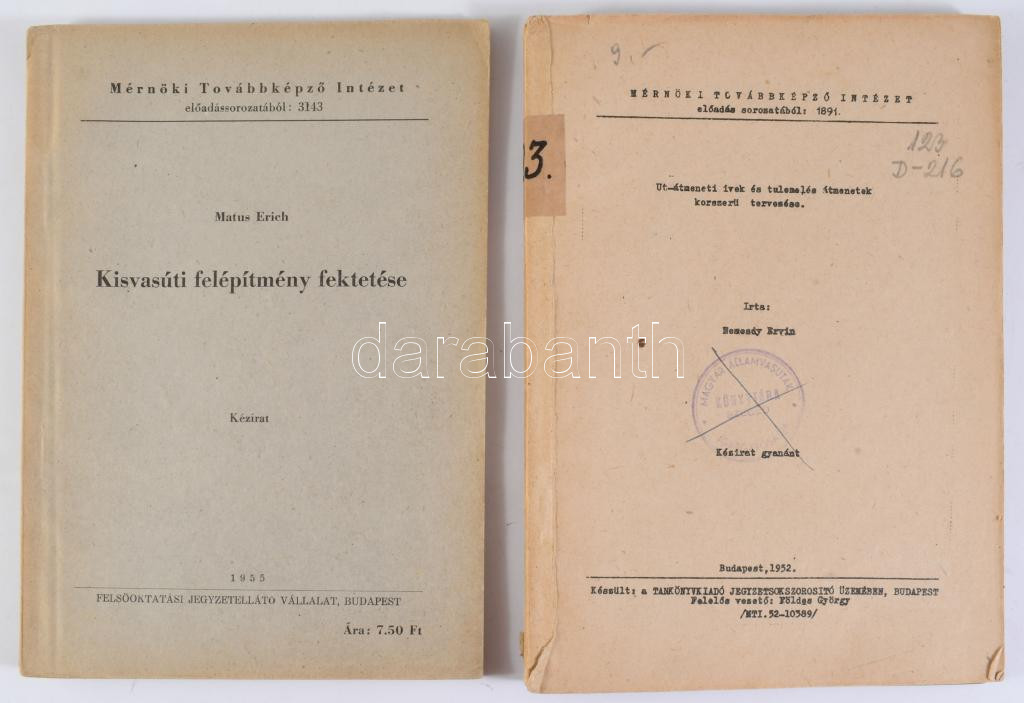 Mérnöki Továbbképző Intézet
előadássorozatából: 3143
Matus Erich
Kisvasúti felépítmény fektetése
Kézirat
1955
FELSŐOKTATÁSI JEGYZETELLÁTÓ VÁLLALAT, BUDAPEST
Ára: 7.50 Ft
9,-
MÉRNÖKI TOVÁBBKÉPZŐ INTÉZET
előadás sorozatából: 1891.
123
D-216
3.
Ut-átmeneti ívek és tulemelés átmenetek
korszerű tervezése.
Irta:
Nemesdy Ervin
MAGYAR ÁLLAMVASUTAK
KÖNYVTÁRA
Kézirat gyanánt
Budapest,1952.
Készült: a TANKÖNYVKIADÓ JEGYZETSOKSZOROSITÓ ÜZEMÉBEN, BUDAPEST
Felelős vezető: Földes György
/MTI.52-10389/
darabanth